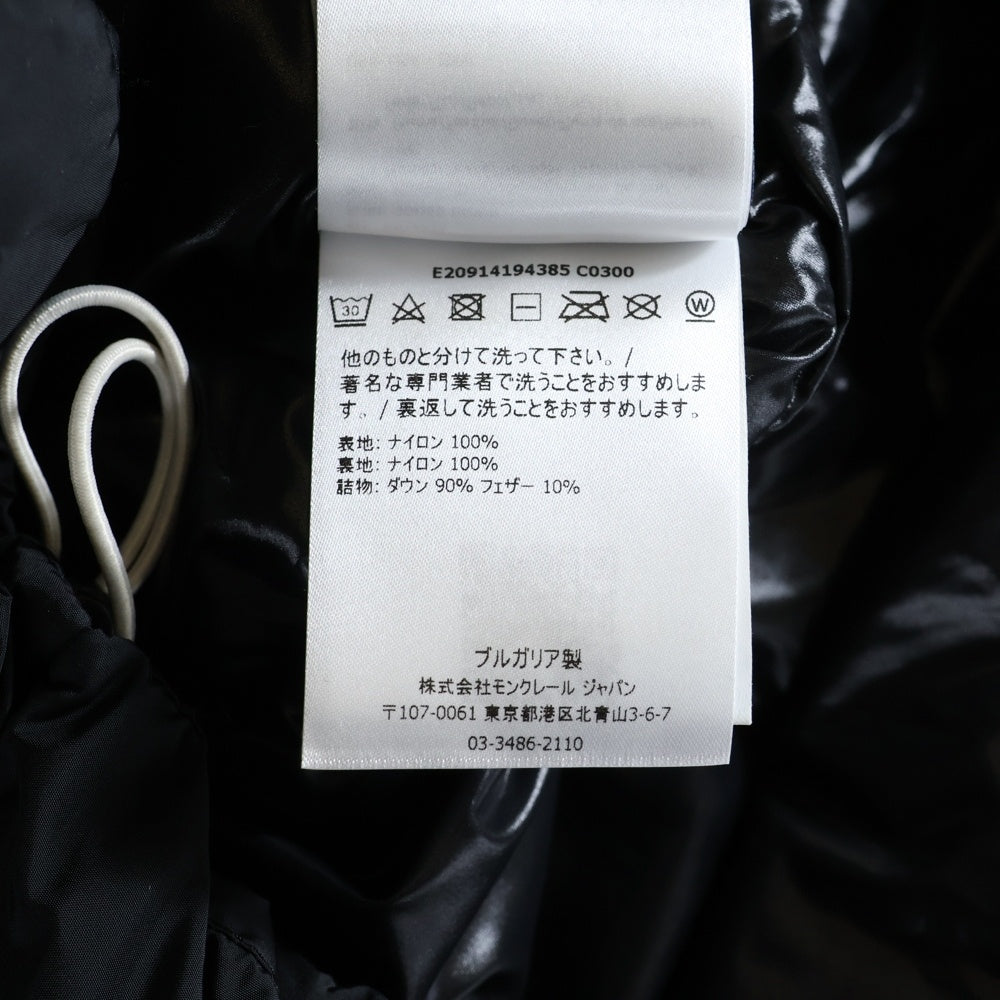 E20914194385 C0300
30 W
他のものと分けて洗って下さい。/
著名な専門業者で洗うことをおすすめしま
す。/ 裏返して洗うことをおすすめします。
表地: ナイロン 100%
裏地: ナイロン 100%
詰物: ダウン 90% フェザー 10%
ブルガリア製
株式会社モンクレール ジャパン
〒107-0061 東京都港区北青山3-6-7
03-3486-2110